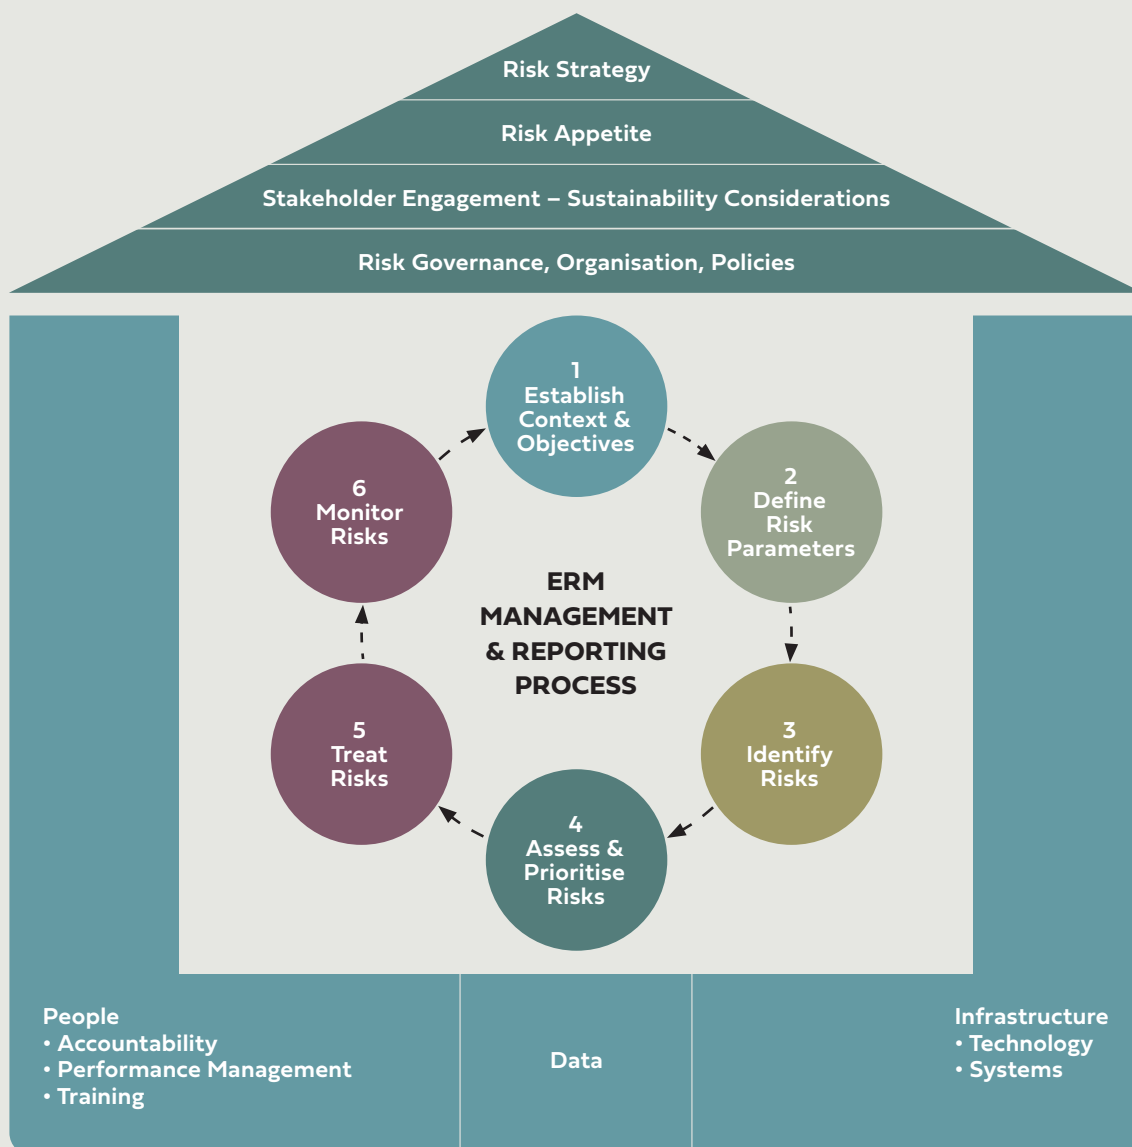 Risk Strategy
Risk Appetite
Stakeholder Engagement – Sustainability Considerations
Risk Governance, Organisation, Policies
1
Establish
Context &
Objectives
2
Define
Risk
Parameters
3
Identify
Risks
4
Assess &
Prioritise
Risks
5
Treat
Risks
6
Monitor
Risks
ERM
MANAGEMENT
& REPORTING
PROCESS
People
• Accountability
• Performance Management
• Training
Data
Infrastructure
• Technology
• Systems